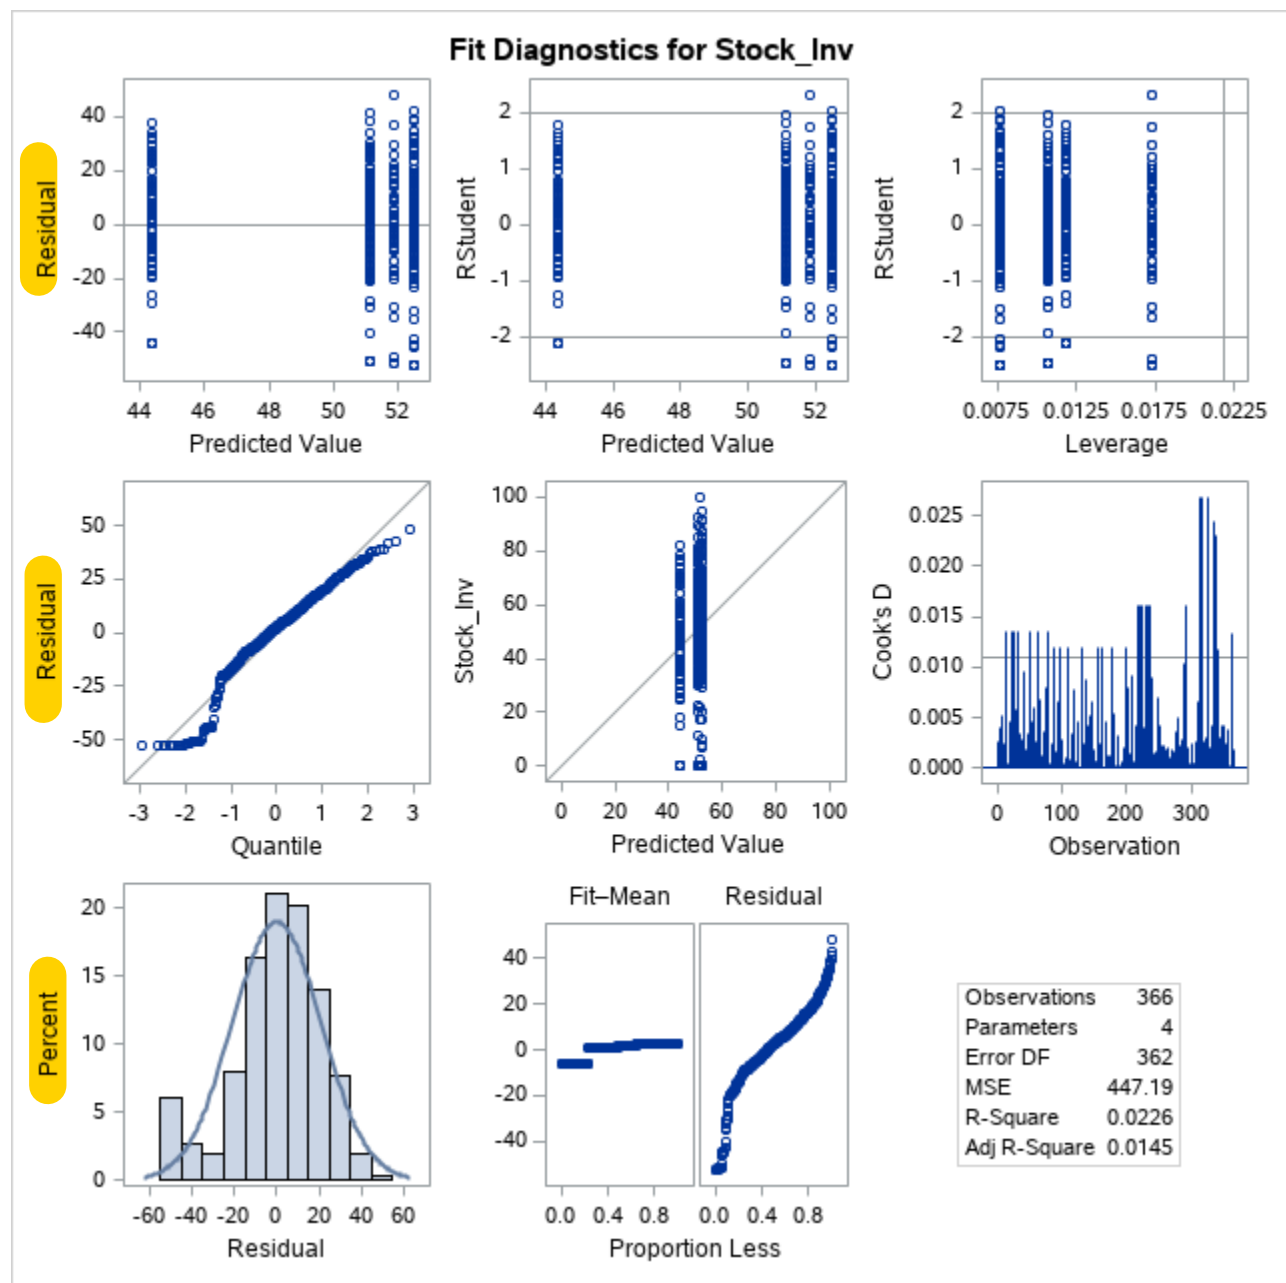 Fit Diagnostics for Stock_Inv
Residual
40
20
0
-20
-40
44 46 48 50 52
Predicted Value
RStudent
2
1
0
-1
-2
44 46 48 50 52
Predicted Value
RStudent
2
1
0
-1
-2
0.0075 0.0125 0.0175 0.0225
Leverage
Residual
50
25
0
-25
-50
-3 -2 -1 0 1 2 3
Quantile
Stock_Inv
100
80
60
40
20
0
0 20 40 60 80 100
Predicted Value
Cook's D
0.025
0.020
0.015
0.010
0.005
0.000
0 100 200 300
Observation
Percent
20
15
10
5
0
-60 -40 -20 0 20 40 60
Residual
Fit–Mean Residual
40
20
0
-20
-40
0.0 0.4 0.8 0.0 0.4 0.8
Proportion Less
Observations 366
Parameters 4
Error DF 362
MSE 447.19
R-Square 0.0226
Adj R-Square 0.0145